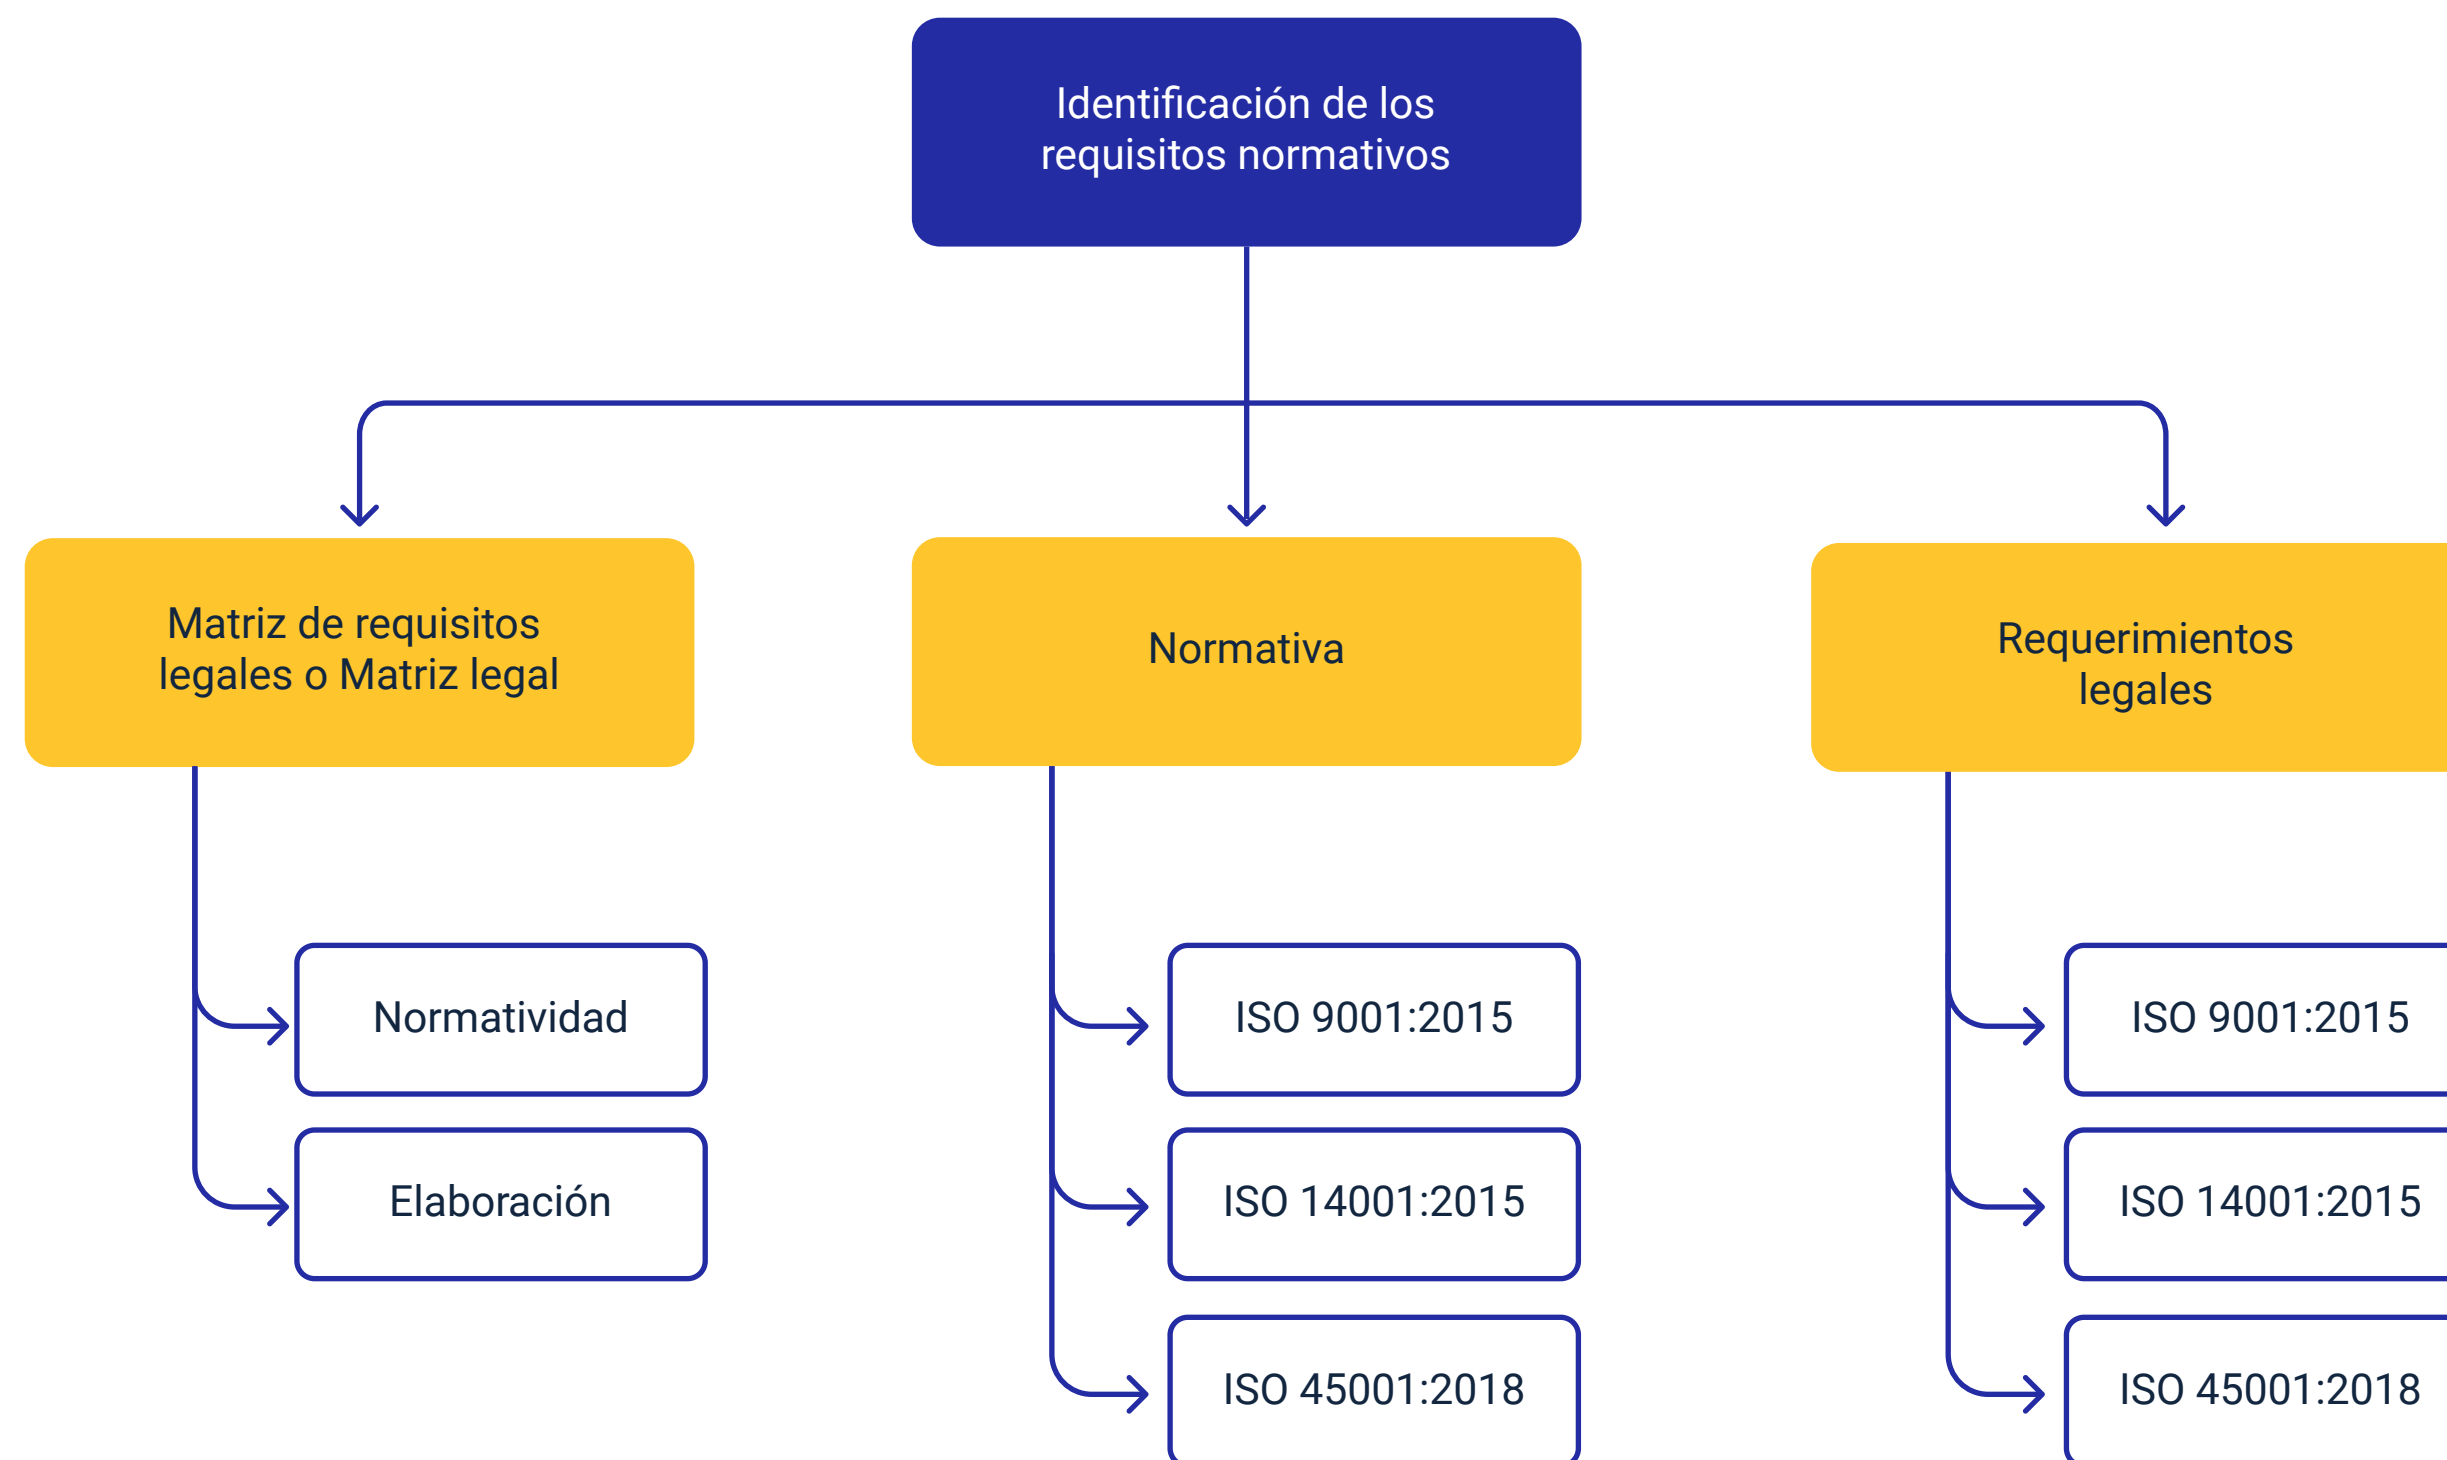 Identificación de los
requisitos normativos
Matriz de requisitos
legales o Matriz legal
Normativa
Requerimientos
legales
Normatividad
Elaboración
ISO 9001:2015
ISO 14001:2015
ISO 45001:2018
ISO 9001:2015
ISO 14001:2015
ISO 45001:2018